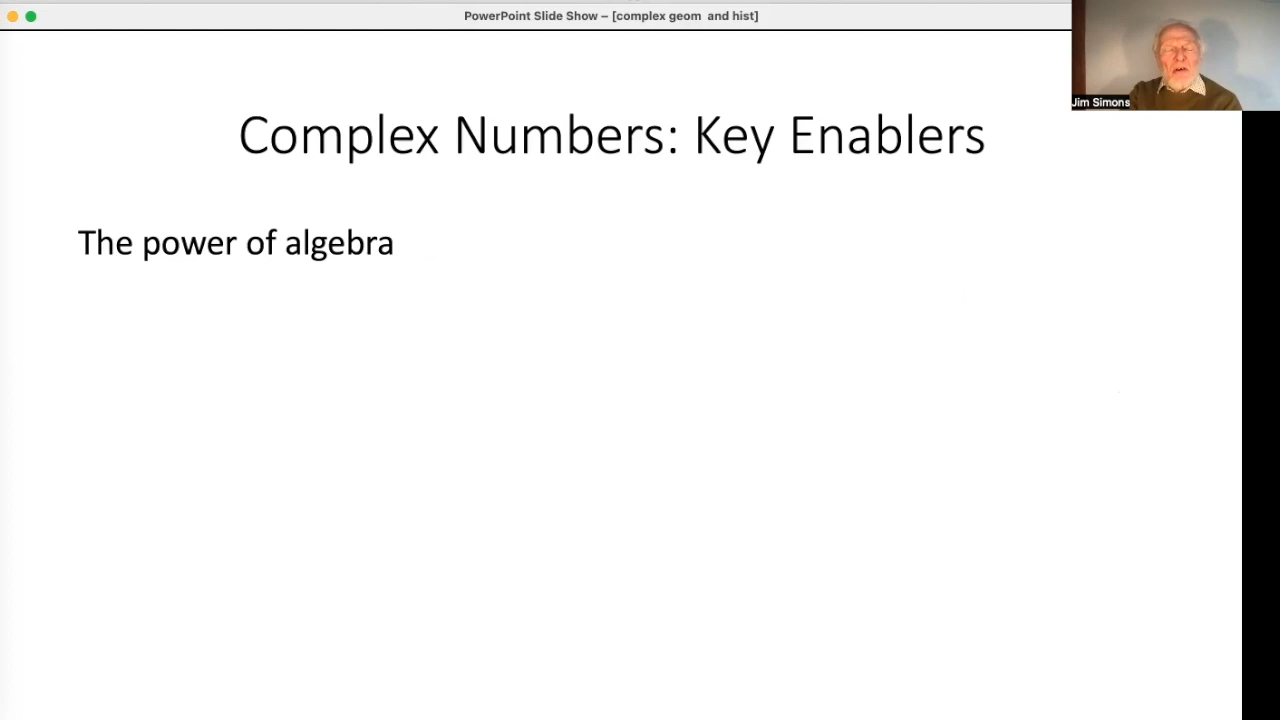 PowerPoint Slide Show – [complex geom  and hist]
Jim Simons
Complex Numbers: Key Enablers
The power of algebra